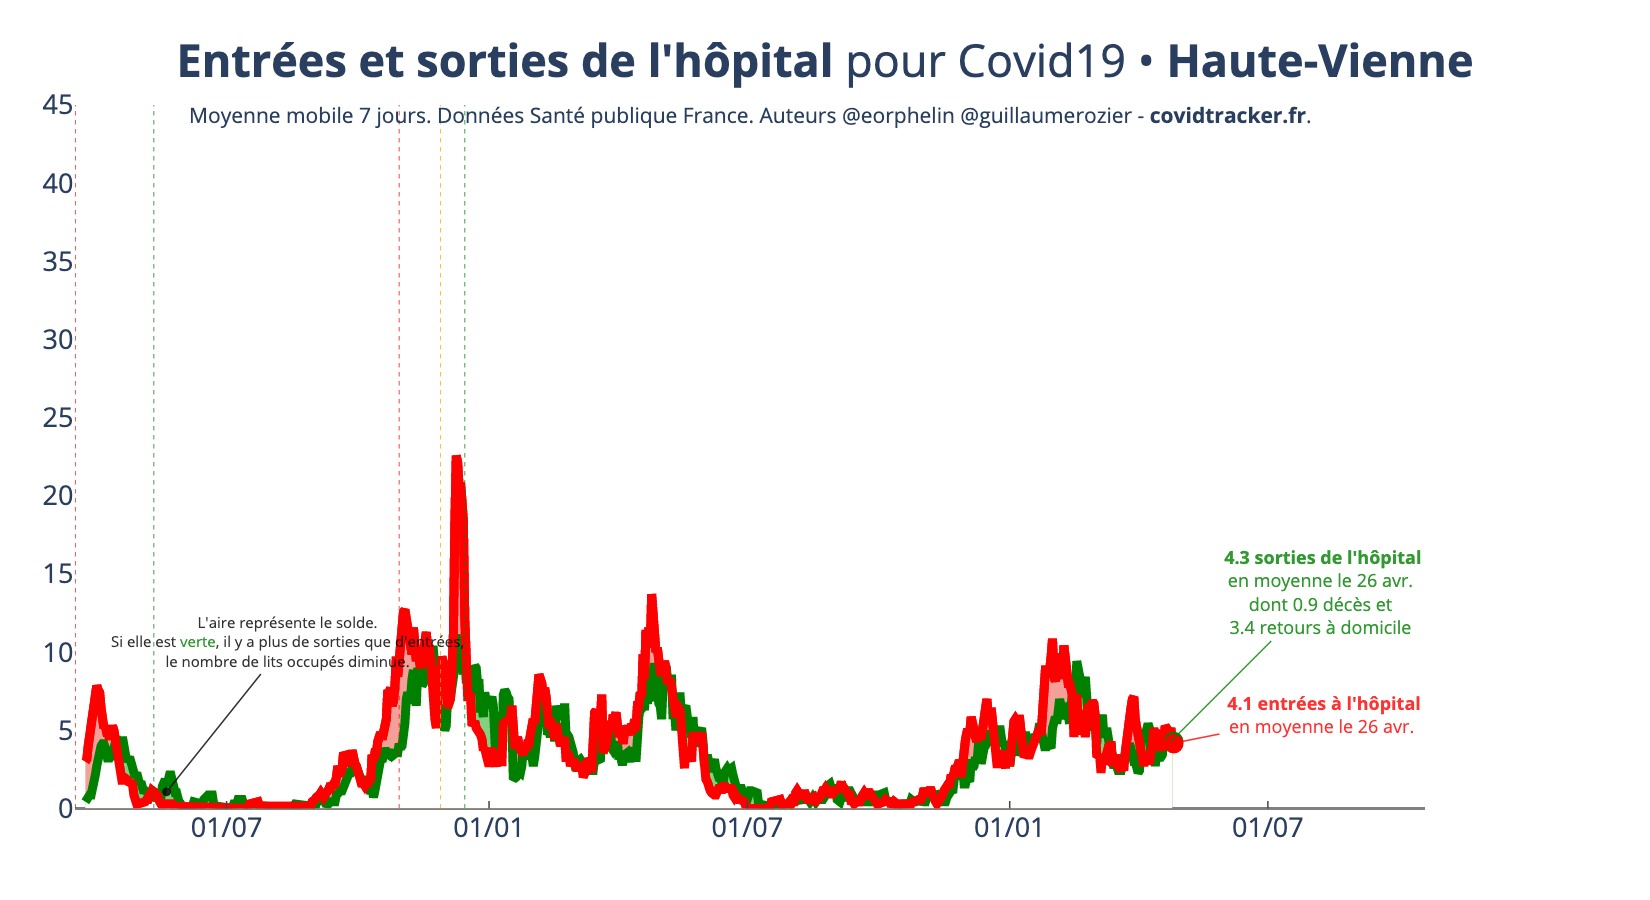 Entrées et sorties de l'hôpital pour Covid19 • Haute-Vienne
Moyenne mobile 7 jours. Données Santé publique France. Auteurs @eorphelin @guillaumerozier - covidtracker.fr.
45
40
35
30
25
20
15
10
5
0
L'aire représente le solde.
Si elle est verte, il y a plus de sorties que d'entrées,
le nombre de lits occupés diminue.
4.3 sorties de l'hôpital
en moyenne le 26 avr.
dont 0.9 décès et
3.4 retours à domicile
4.1 entrées à l'hôpital
en moyenne le 26 avr.
01/07
01/01
01/07
01/01
01/07